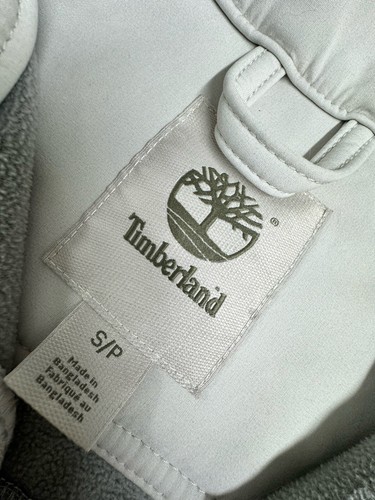 ®
Timberland
S/P
Made in
Bangladesh
Fabriqué au
Bangladesh